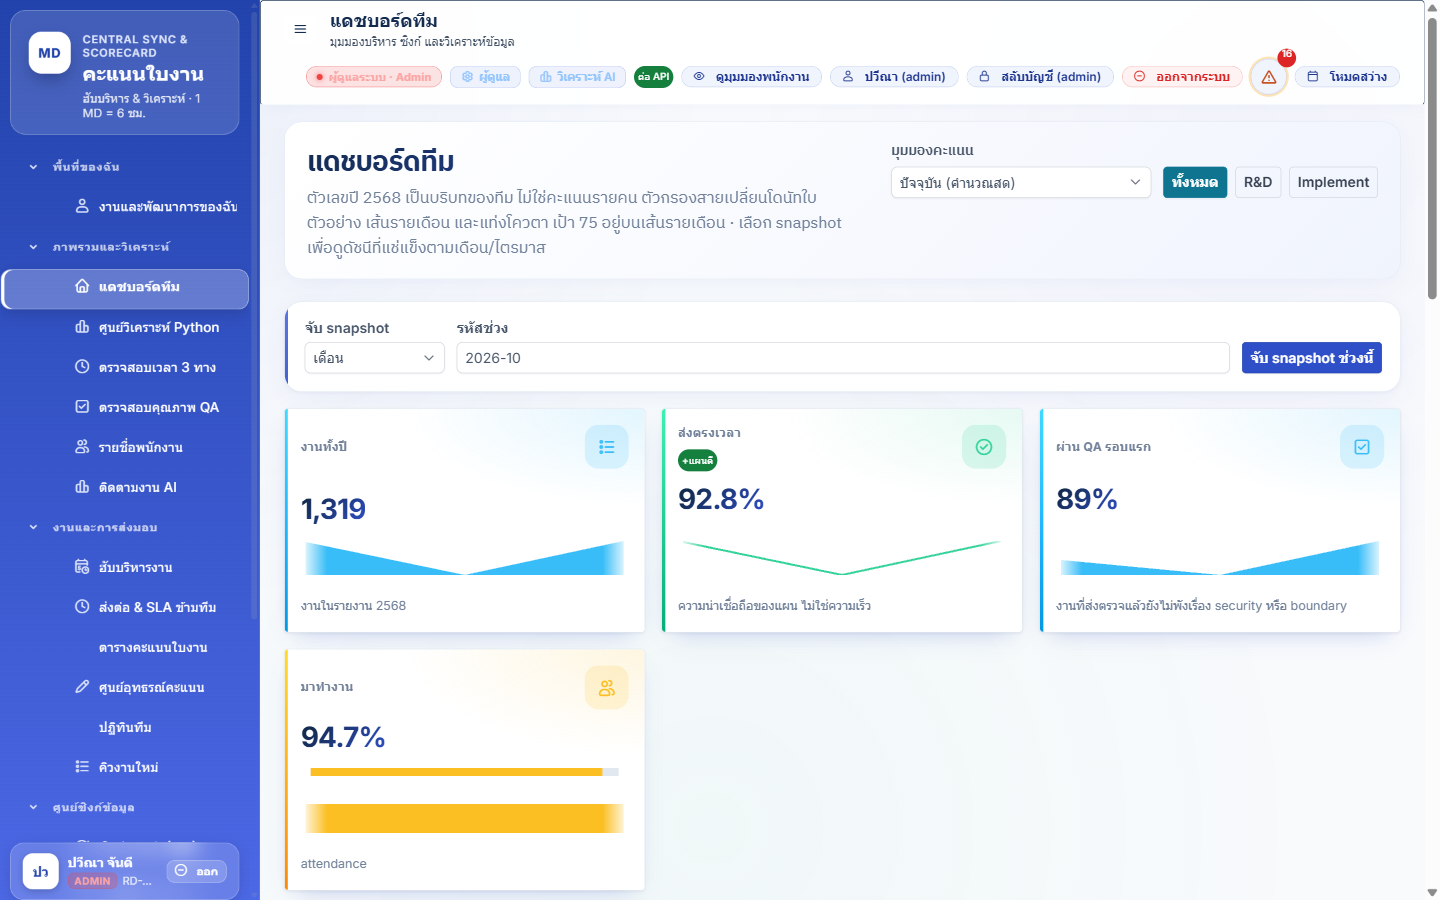 MD
CENTRAL SYNC &
SCORECARD
คะแนนใบงาน
ฮับบริหาร & วิเคราะห์ · 1
MD = 6 ชม.
พื้นที่ของฉัน
งานและพัฒนาการของฉัน
ภาพรวมและวิเคราะห์
แดชบอร์ดทีม
ศูนย์วิเคราะห์ Python
ตรวจสอบเวลา 3 ทาง
ตรวจสอบคุณภาพ QA
รายชื่อพนักงาน
ติดตามงาน AI
งานและการส่งมอบ
ฮับบริหารงาน
ส่งต่อ & SLA ข้ามทีม
ตารางคะแนนใบงาน
ศูนย์อุทธรณ์คะแนน
ปฏิทินทีม
คิวงานใหม่
ศูนย์ซิงก์ข้อมูล
ปว
ปวีณา จันดี
ADMIN RD-...
ออก
แดชบอร์ดทีม
มุมมองบริหาร ซิงก์ และวิเคราะห์ข้อมูล
ผู้ดูแลระบบ · Admin
ผู้ดูแล
วิเคราะห์ AI
ต่อ API
ดูมุมมองพนักงาน
ปวีณา (admin)
สลับบัญชี (admin)
ออกจากระบบ
16
โหมดสว่าง
แดชบอร์ดทีม
ตัวเลขปี 2568 เป็นบริบทของทีม ไม่ใช่คะแนนรายคน ตัวกรองสายเปลี่ยนโดนัทใบ
ตัวอย่าง เส้นรายเดือน และแท่งโควตา เป้า 75 อยู่บนเส้นรายเดือน · เลือก snapshot
เพื่อดูดัชนีที่แช่แข็งตามเดือน/ไตรมาส
มุมมองคะแนน
ปัจจุบัน (คำนวณสด)
ทั้งหมด
R&D
Implement
จับ snapshot
เดือน
รหัสช่วง
2026-10
จับ snapshot ช่วงนี้
งานทั้งปี
1,319
งานในรายงาน 2568
ส่งตรงเวลา
+แผนดี
92.8%
ความน่าเชื่อถือของแผน ไม่ใช่ความเร็ว
ผ่าน QA รอบแรก
89%
งานที่ส่งตรวจแล้วยังไม่พังเรื่อง security หรือ boundary
มาทำงาน
94.7%
attendance